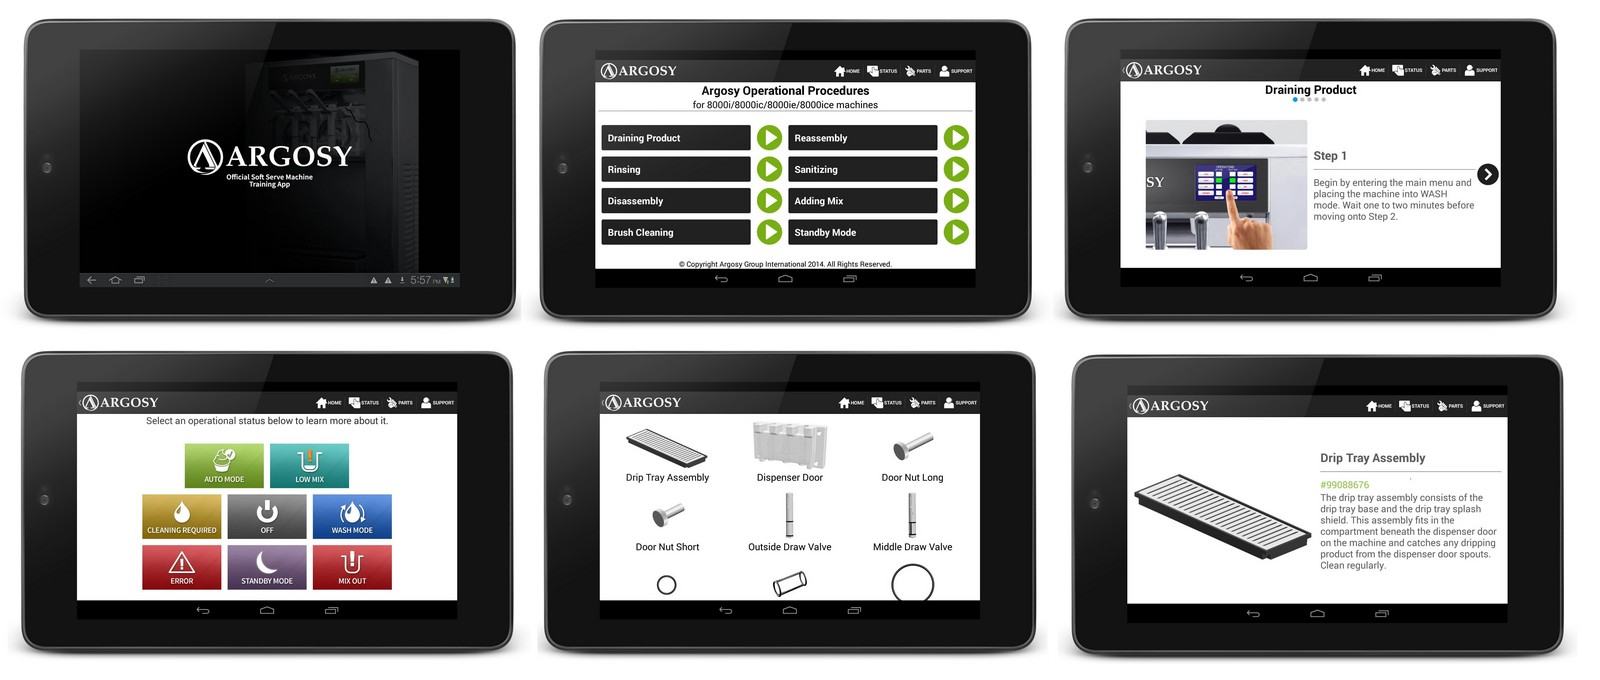 ARGOSY
Official Soft Serve Machine
Training App
5:57 PM
ARGOSY
HOME STATUS PARTS SUPPORT
Argosy Operational Procedures
for 8000i/8000ic/8000ie/8000ice machines
Draining Product Reassembly
Rinsing Sanitizing
Disassembly Adding Mix
Brush Cleaning Standby Mode
© Copyright Argosy Group International 2014. All Rights Reserved.
ARGOSY
HOME STATUS PARTS SUPPORT
Draining Product
SY
Step 1
Begin by entering the main menu and
placing the machine into WASH
mode. Wait one to two minutes before
moving onto Step 2.
ARGOSY
HOME STATUS PARTS SUPPORT
Select an operational status below to learn more about it.
AUTO MODE LOW MIX
CLEANING REQUIRED OFF WASH MODE
ERROR STANDBY MODE MIX OUT
ARGOSY
HOME STATUS PARTS SUPPORT
Drip Tray Assembly Dispenser Door Door Nut Long
Door Nut Short Outside Draw Valve Middle Draw Valve
ARGOSY
HOME STATUS PARTS SUPPORT
Drip Tray Assembly
#99088676
The drip tray assembly consists of the
drip tray base and the drip tray splash
shield. This assembly fits in the
compartment beneath the dispenser door
on the machine and catches any dripping
product from the dispenser door spouts.
Clean regularly.